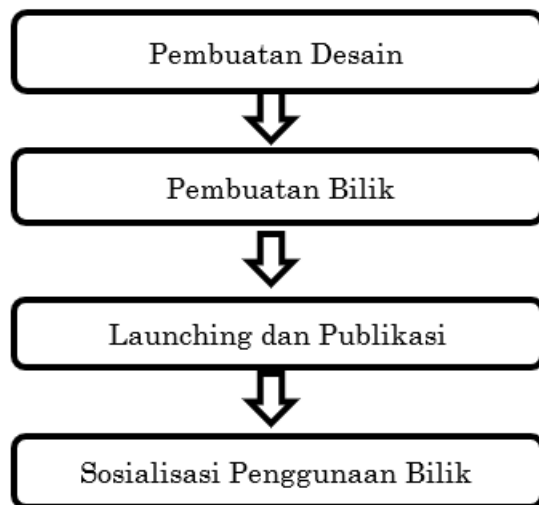 Pembuatan Desain
Pembuatan Bilik
Launching dan Publikasi
Sosialisasi Penggunaan Bilik